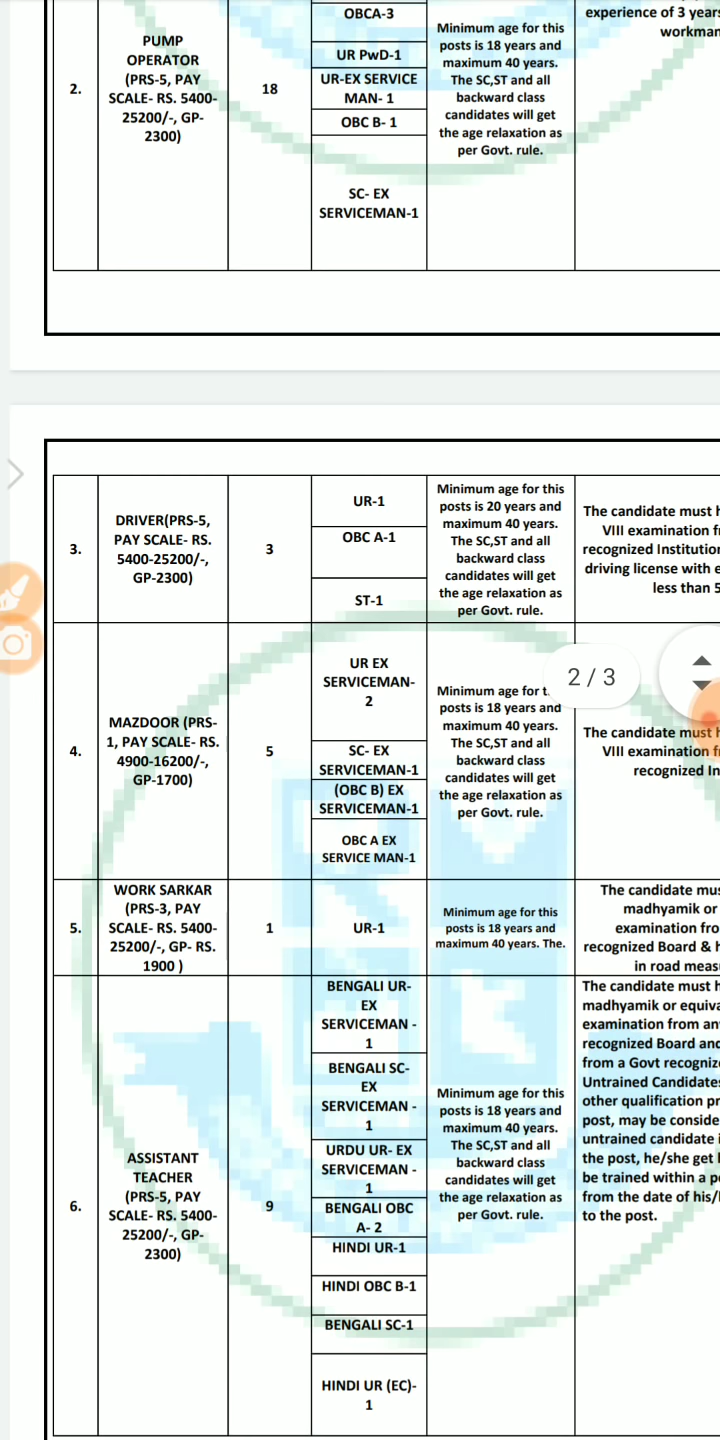 2.
PUMP
OPERATOR
(PRS-5, PAY
SCALE- RS. 5400-
25200/-, GP-
2300)
18
OBCA-3
UR PwD-1
UR-EX SERVICE
MAN- 1
OBC B- 1
SC- EX
SERVICEMAN-1
Minimum age for this
posts is 18 years and
maximum 40 years.
The SC,ST and all
backward class
candidates will get
the age relaxation as
per Govt. rule.
experience of 3 years
workman
3.
DRIVER(PRS-5,
PAY SCALE- RS.
5400-25200/-,
GP-2300)
3
UR-1
OBC A-1
ST-1
Minimum age for this
posts is 20 years and
maximum 40 years.
The SC,ST and all
backward class
candidates will get
the age relaxation as
per Govt. rule.
The candidate must h
VIII examination fr
recognized Institution
driving license with e
less than 5
2 / 3
4.
MAZDOOR (PRS-
1, PAY SCALE- RS.
4900-16200/-,
GP-1700)
5
UR EX
SERVICEMAN-
2
SC- EX
SERVICEMAN-1
(OBC B) EX
SERVICEMAN-1
OBC A EX
SERVICE MAN-1
Minimum age for t
posts is 18 years and
maximum 40 years.
The SC,ST and all
backward class
candidates will get
the age relaxation as
per Govt. rule.
The candidate must h
VIII examination fr
recognized In
5.
WORK SARKAR
(PRS-3, PAY
SCALE- RS. 5400-
25200/-, GP- RS.
1900 )
1
UR-1
Minimum age for this
posts is 18 years and
maximum 40 years. The.
The candidate mus
madhyamik or
examination fro
recognized Board & h
in road meas
6.
ASSISTANT
TEACHER
(PRS-5, PAY
SCALE- RS. 5400-
25200/-, GP-
2300)
9
BENGALI UR-
EX
SERVICEMAN -
1
BENGALI SC-
EX
SERVICEMAN -
1
URDU UR- EX
SERVICEMAN -
1
BENGALI OBC
A- 2
HINDI UR-1
HINDI OBC B-1
BENGALI SC-1
HINDI UR (EC)-
1
Minimum age for this
posts is 18 years and
maximum 40 years.
The SC,ST and all
backward class
candidates will get
the age relaxation as
per Govt. rule.
The candidate must h
madhyamik or equiva
examination from an
recognized Board and
from a Govt recognize
Untrained Candidates
other qualification pr
post, may be conside
untrained candidate i
the post, he/she get
be trained within a p
from the date of his/
to the post.